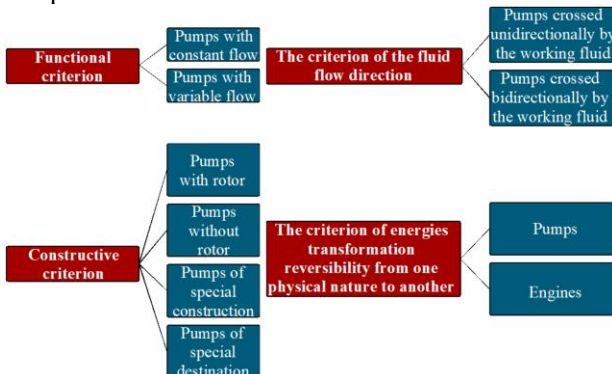 Functional
criterion
Pumps with
constant flow
Pumps with
variable flow
The criterion of the fluid
flow direction
Pumps crossed
unidirectionally by
the working fluid
Pumps crossed
bidirectionally by
the working fluid
Constructive
criterion
Pumps
with rotor
Pumps
without
rotor
Pumps of
special
construction
Pumps of
special
destination
The criterion of energies
transformation
reversibility from one
physical nature to another
Pumps
Engines